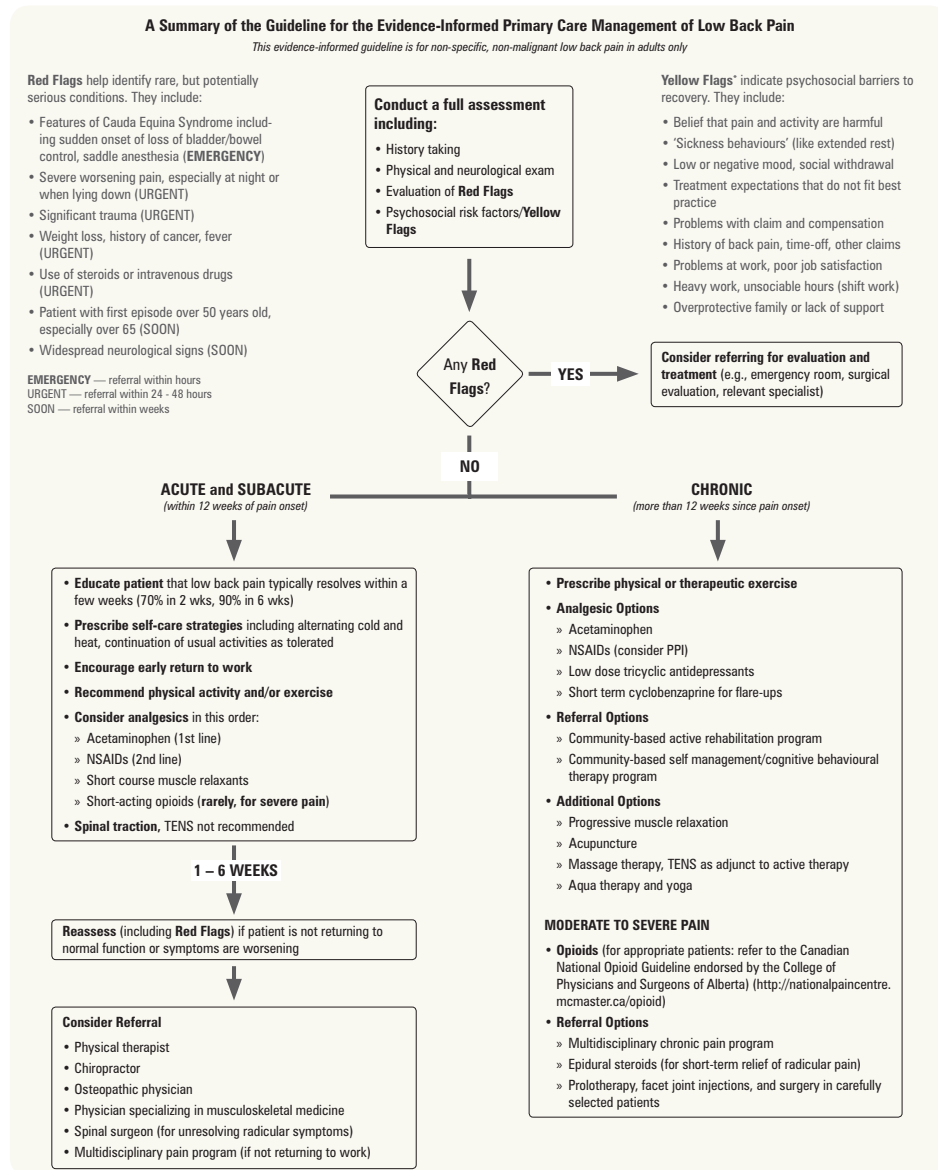 A Summary of the Guideline for the Evidence-Informed Primary Care Management of Low Back Pain
This evidence-informed guideline is for non-specific, non-malignant low back pain in adults only
Red Flags help identify rare, but potentially
serious conditions. They include:
• Features of Cauda Equina Syndrome includ-
ing sudden onset of loss of bladder/bowel
control, saddle anesthesia (EMERGENCY)
• Severe worsening pain, especially at night or
when lying down (URGENT)
• Significant trauma (URGENT)
• Weight loss, history of cancer, fever
(URGENT)
• Use of steroids or intravenous drugs
(URGENT)
• Patient with first episode over 50 years old,
especially over 65 (SOON)
• Widespread neurological signs (SOON)
EMERGENCY — referral within hours
URGENT — referral within 24 - 48 hours
SOON — referral within weeks
Conduct a full assessment
including:
• History taking
• Physical and neurological exam
• Evaluation of Red Flags
• Psychosocial risk factors/Yellow
Flags
Yellow Flags* indicate psychosocial barriers to
recovery. They include:
• Belief that pain and activity are harmful
• ‘Sickness behaviours’ (like extended rest)
• Low or negative mood, social withdrawal
• Treatment expectations that do not fit best
practice
• Problems with claim and compensation
• History of back pain, time-off, other claims
• Problems at work, poor job satisfaction
• Heavy work, unsociable hours (shift work)
• Overprotective family or lack of support
Any Red
Flags?
YES
Consider referring for evaluation and
treatment (e.g., emergency room, surgical
evaluation, relevant specialist)
NO
ACUTE and SUBACUTE
(within 12 weeks of pain onset)
CHRONIC
(more than 12 weeks since pain onset)
• Educate patient that low back pain typically resolves within a
few weeks (70% in 2 wks, 90% in 6 wks)
• Prescribe self-care strategies including alternating cold and
heat, continuation of usual activities as tolerated
• Encourage early return to work
• Recommend physical activity and/or exercise
• Consider analgesics in this order:
» Acetaminophen (1st line)
» NSAIDs (2nd line)
» Short course muscle relaxants
» Short-acting opioids (rarely, for severe pain)
• Spinal traction, TENS not recommended
1 – 6 WEEKS
Reassess (including Red Flags) if patient is not returning to
normal function or symptoms are worsening
Consider Referral
• Physical therapist
• Chiropractor
• Osteopathic physician
• Physician specializing in musculoskeletal medicine
• Spinal surgeon (for unresolving radicular symptoms)
• Multidisciplinary pain program (if not returning to work)
• Prescribe physical or therapeutic exercise
• Analgesic Options
» Acetaminophen
» NSAIDs (consider PPI)
» Low dose tricyclic antidepressants
» Short term cyclobenzaprine for flare-ups
• Referral Options
» Community-based active rehabilitation program
» Community-based self management/cognitive behavioural
therapy program
• Additional Options
» Progressive muscle relaxation
» Acupuncture
» Massage therapy, TENS as adjunct to active therapy
» Aqua therapy and yoga
MODERATE TO SEVERE PAIN
• Opioids (for appropriate patients: refer to the Canadian
National Opioid Guideline endorsed by the College of
Physicians and Surgeons of Alberta) (http://nationalpaincentre.
mcmaster.ca/opioid)
• Referral Options
» Multidisciplinary chronic pain program
» Epidural steroids (for short-term relief of radicular pain)
» Prolotherapy, facet joint injections, and surgery in carefully
selected patients